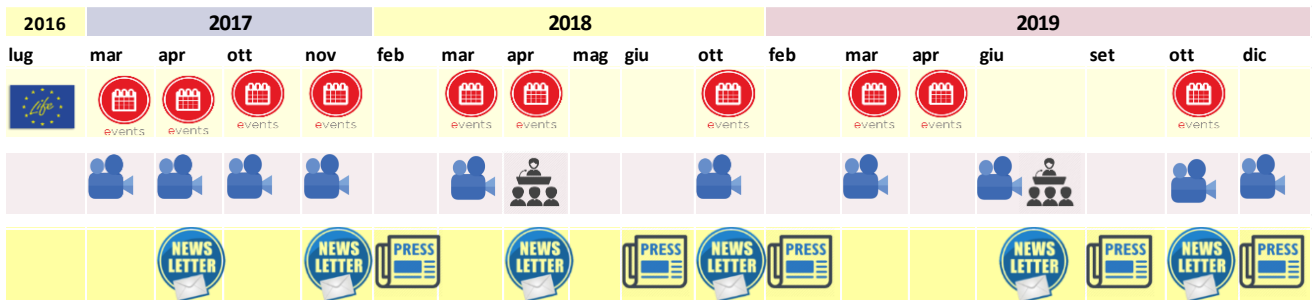 2016 2017 2018 2019
lug mar apr ott nov feb mar apr mag giu ott feb mar apr giu set ott dic
Life
events events events events events events events events events events
NEWS LETTER NEWS LETTER PRESS NEWS LETTER PRESS NEWS LETTER PRESS NEWS LETTER PRESS NEWS LETTER PRESS